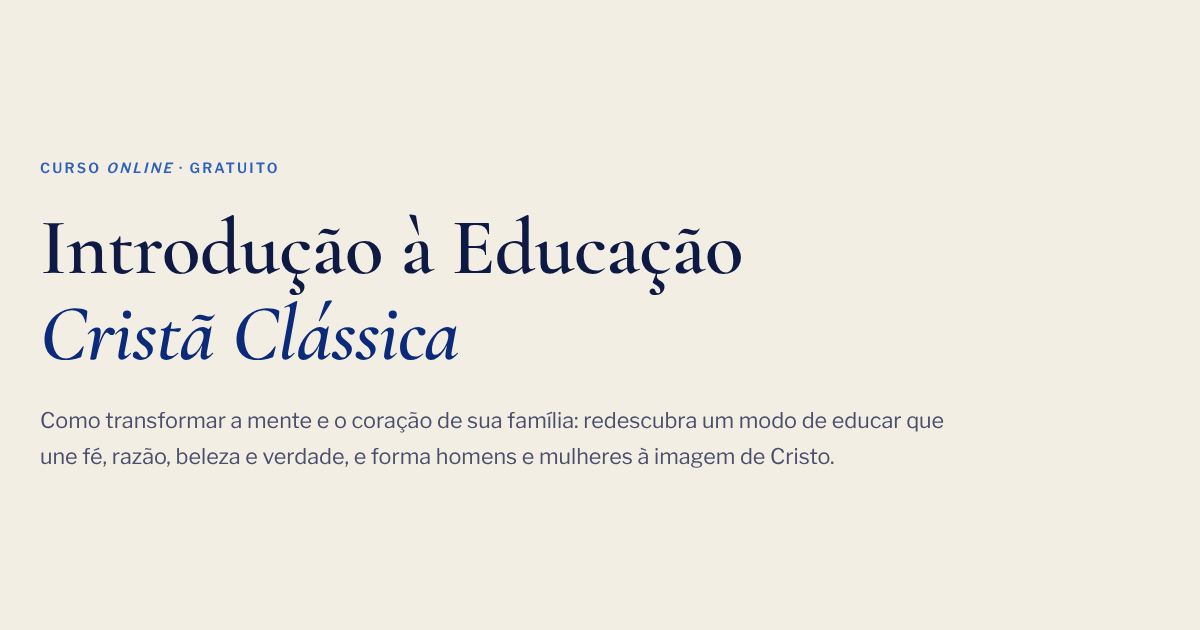 CURSO ONLINE · GRATUITO
Introdução à Educação
Cristã Clássica
Como transformar a mente e o coração de sua família: redescubra um modo de educar que
une fé, razão, beleza e verdade, e forma homens e mulheres à imagem de Cristo.